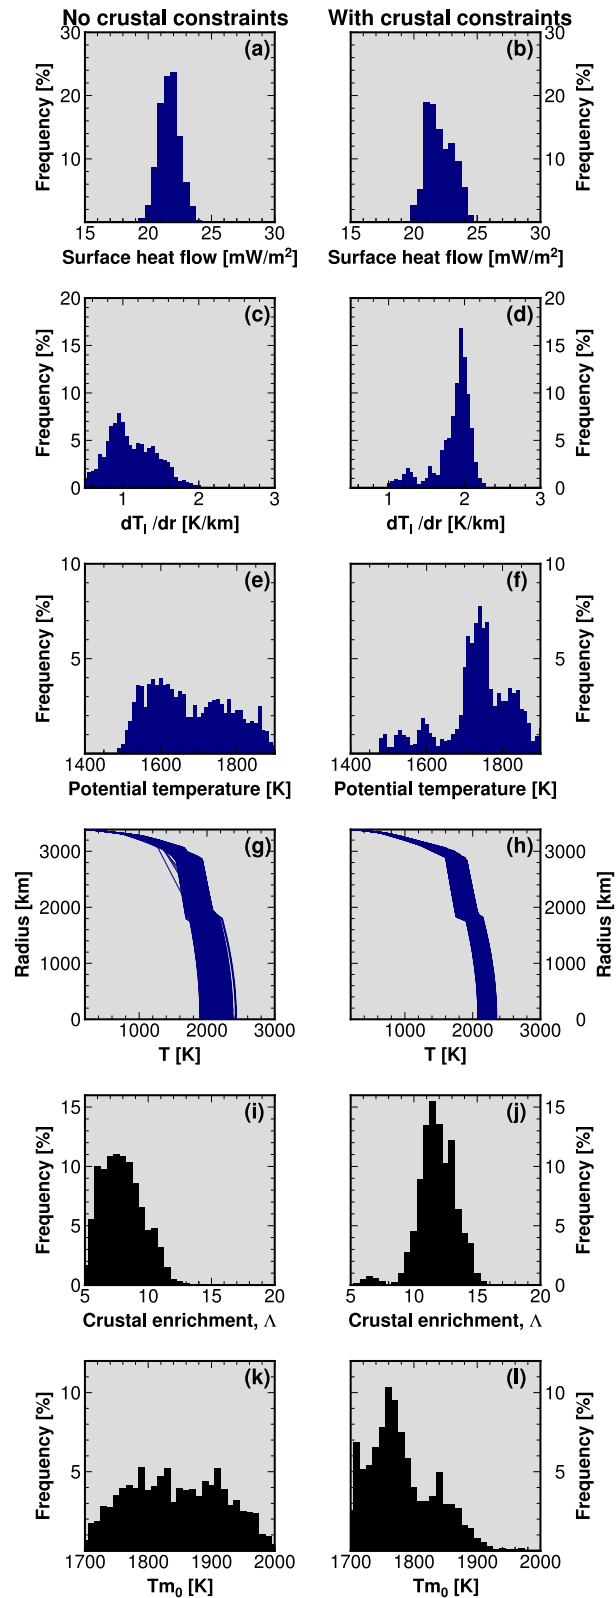 No crustal constraints With crustal constraints
30 (a) (b) 30
Frequency [%] 20 20 Frequency [%]
10 10
15 20 25 30 15 20 25 30
Surface heat flow [mW/m²] Surface heat flow [mW/m²]
20 (c) (d) 20
Frequency [%] 15 15 Frequency [%]
10 10
5 5
0 0
1 2 3 1 2 3
dTₗ /dr [K/km] dTₗ /dr [K/km]
10 (e) (f) 10
Frequency [%] 5 5 Frequency [%]
1400 1600 1800 1400 1600 1800
Potential temperature [K] Potential temperature [K]
(g) (h)
3000 3000
Radius [km] 2000 2000 Radius [km]
1000 1000
0 0
1000 2000 3000 1000 2000 3000
T [K] T [K]
15 (i) (j) 15
Frequency [%] 10 10 Frequency [%]
5 5
0 0
5 10 15 20 5 10 15 20
Crustal enrichment, Λ Crustal enrichment, Λ
(k) (l)
10 10
Frequency [%] 5 5 Frequency [%]
1700 1800 1900 2000 1700 1800 1900 2000
Tm₀ [K] Tm₀ [K]